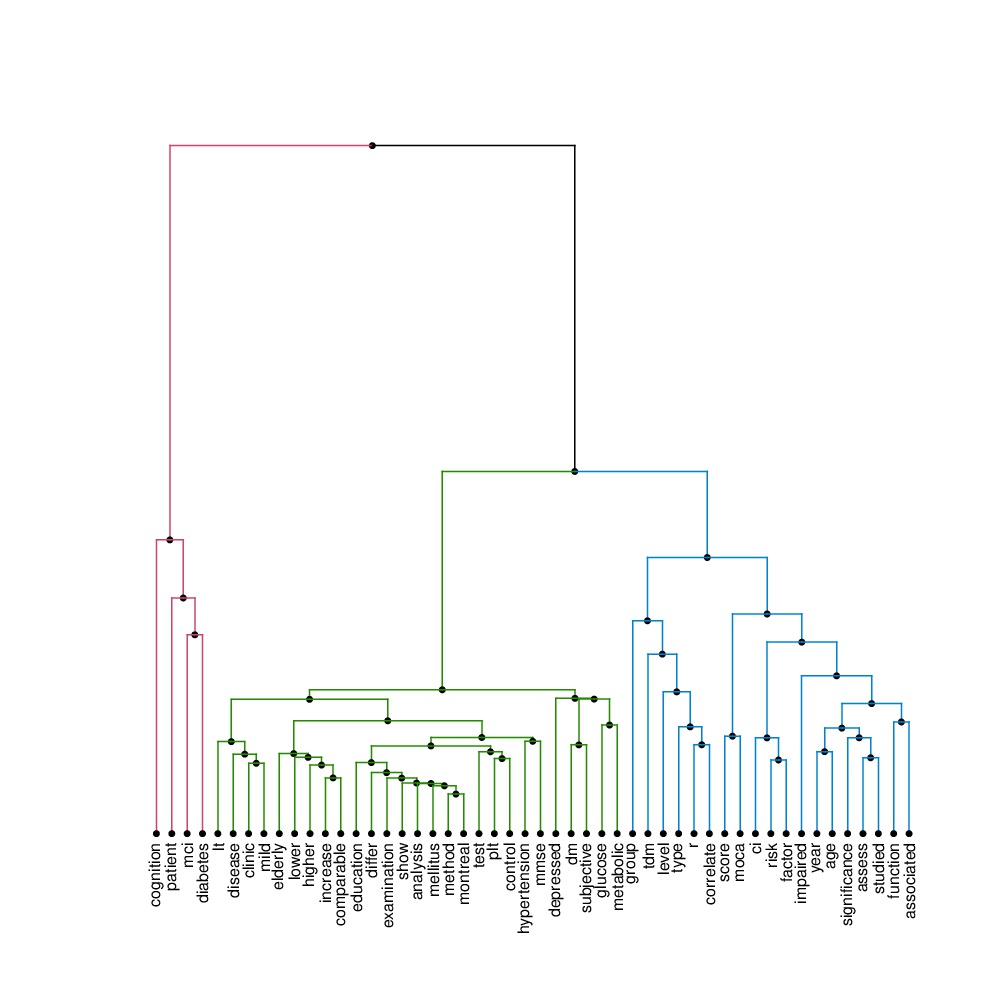 cognition
patient
mci
diabetes
lt
disease
clinic
mild
elderly
lower
higher
increase
comparable
education
differ
examination
show
analysis
mellitus
method
montreal
test
plt
control
hypertension
mmse
depressed
dm
subjective
glucose
metabolic
group
tdm
level
type
r
correlate
score
moca
ci
risk
factor
impaired
year
age
significance
assess
studied
function
associated